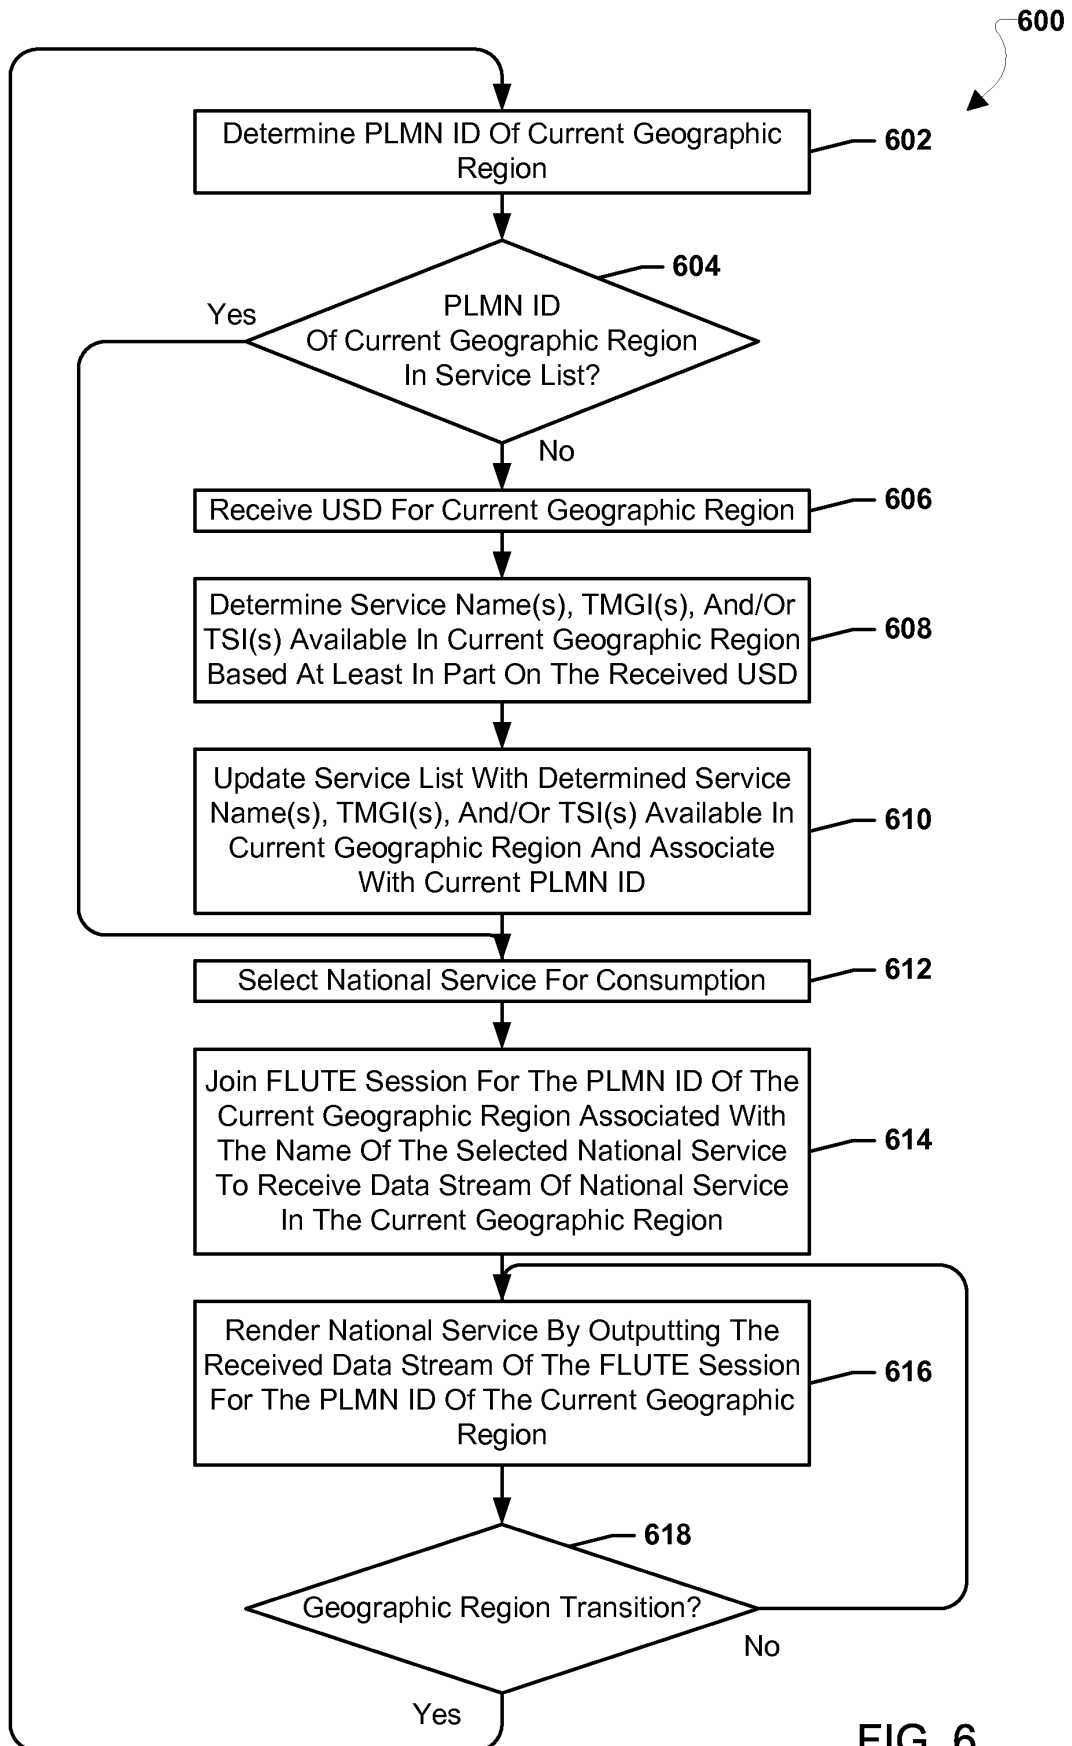 600
Determine PLMN ID Of Current Geographic
Region
602
604
PLMN ID
Of Current Geographic Region
In Service List?
Yes
No
Receive USD For Current Geographic Region
606
Determine Service Name(s), TMGI(s), And/Or
TSI(s) Available In Current Geographic Region
Based At Least In Part On The Received USD
608
Update Service List With Determined Service
Name(s), TMGI(s), And/Or TSI(s) Available In
Current Geographic Region And Associate
With Current PLMN ID
610
Select National Service For Consumption
612
Join FLUTE Session For The PLMN ID Of The
Current Geographic Region Associated With
The Name Of The Selected National Service
To Receive Data Stream Of National Service
In The Current Geographic Region
614
Render National Service By Outputting The
Received Data Stream Of The FLUTE Session
For The PLMN ID Of The Current Geographic
Region
616
618
Geographic Region Transition?
No
Yes
FIG. 6